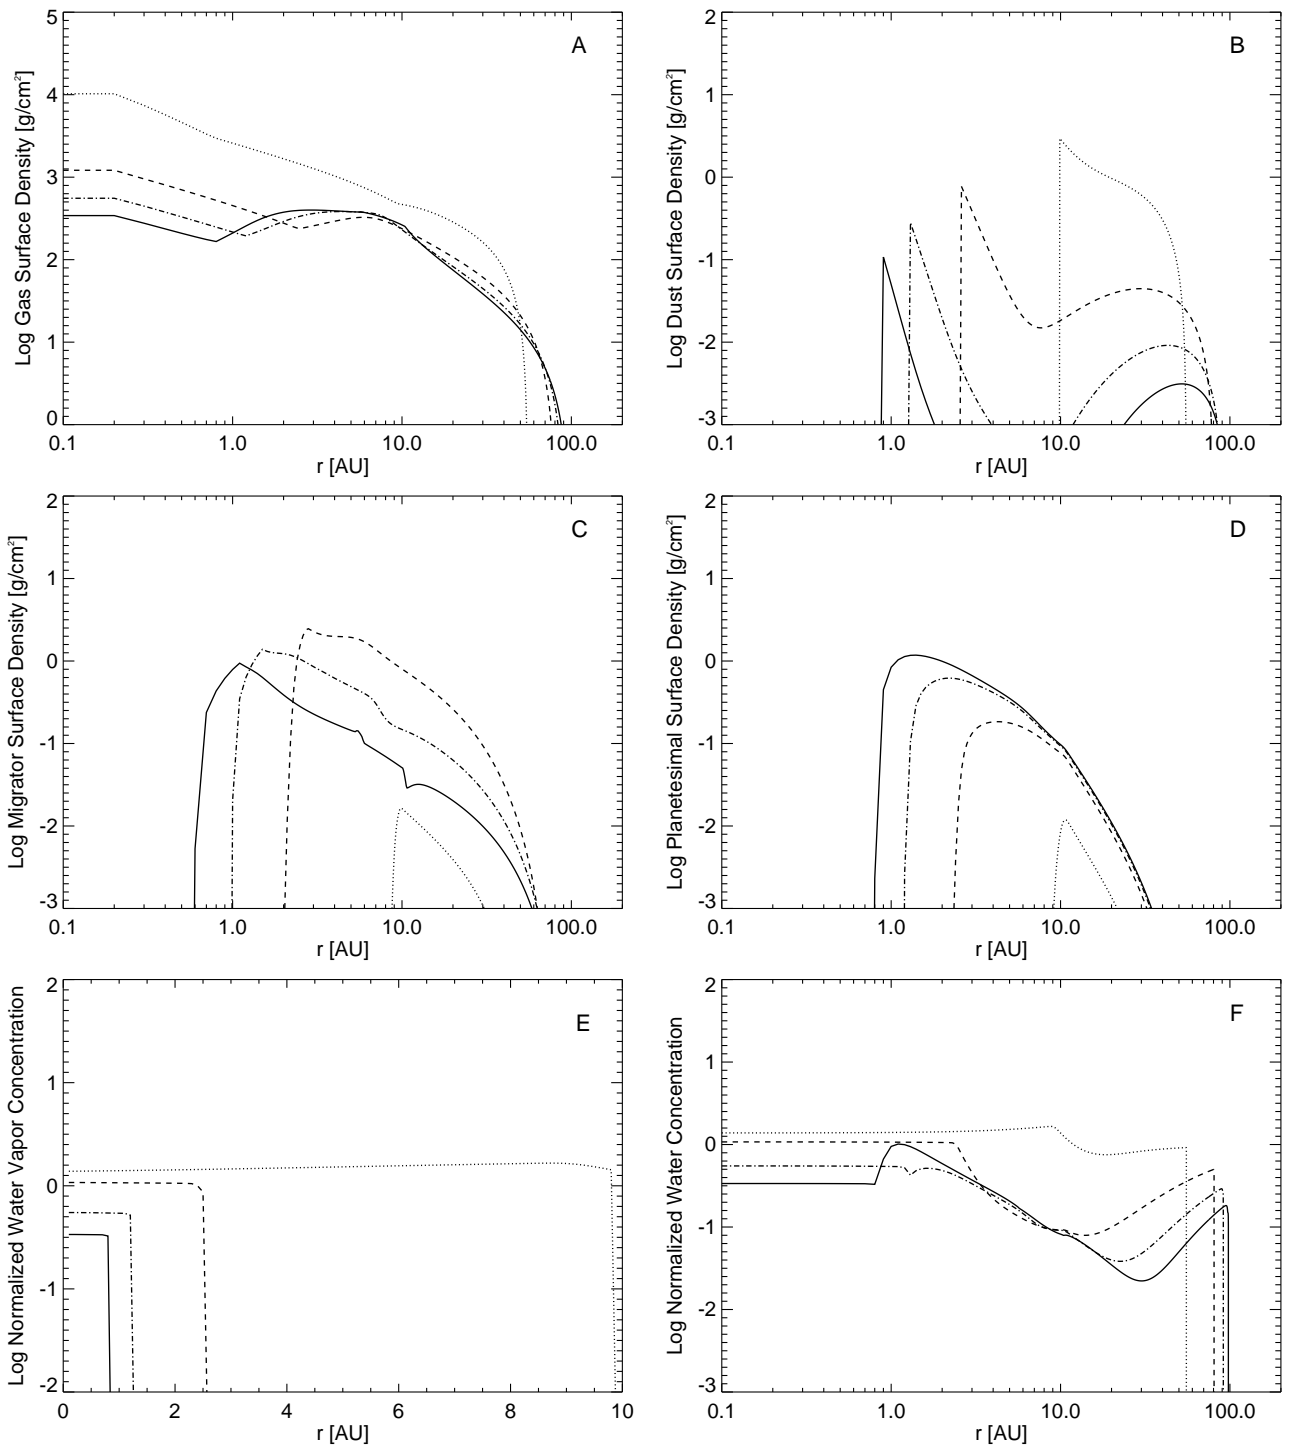 A
Log Gas Surface Density [g/cm²]
5
4
3
2
1
0
0.1 1.0 10.0 100.0
r [AU]
B
Log Dust Surface Density [g/cm²]
2
1
0
-1
-2
-3
0.1 1.0 10.0 100.0
r [AU]
C
Log Migrator Surface Density [g/cm²]
2
1
0
-1
-2
-3
0.1 1.0 10.0 100.0
r [AU]
D
Log Planetesimal Surface Density [g/cm²]
2
1
0
-1
-2
-3
0.1 1.0 10.0 100.0
r [AU]
E
Log Normalized Water Vapor Concentration
2
1
0
-1
-2
0 2 4 6 8 10
r [AU]
F
Log Normalized Water Concentration
2
1
0
-1
-2
-3
0.1 1.0 10.0 100.0
r [AU]